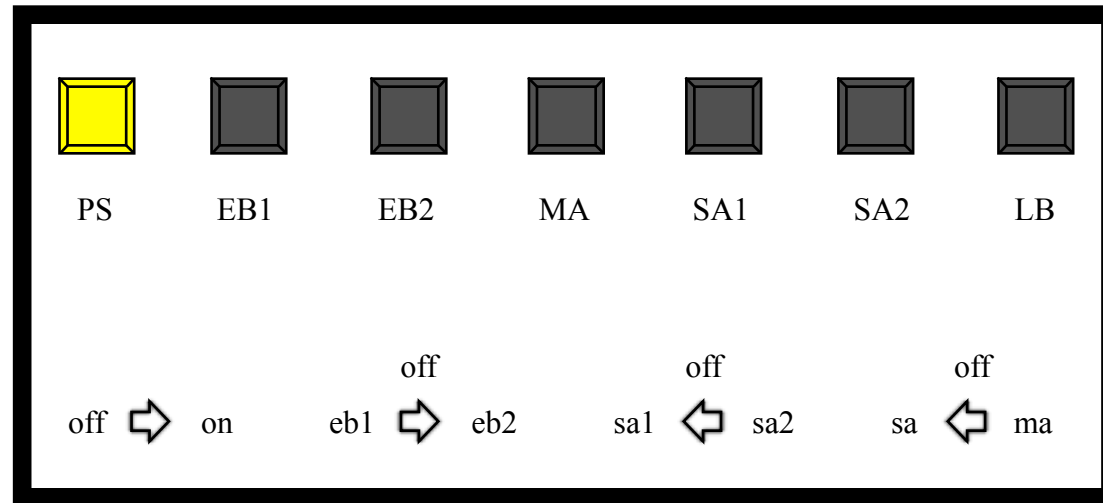 PS EB1 EB2 MA SA1 SA2 LB
off off off
off on eb1 eb2 sa1 sa2 sa ma